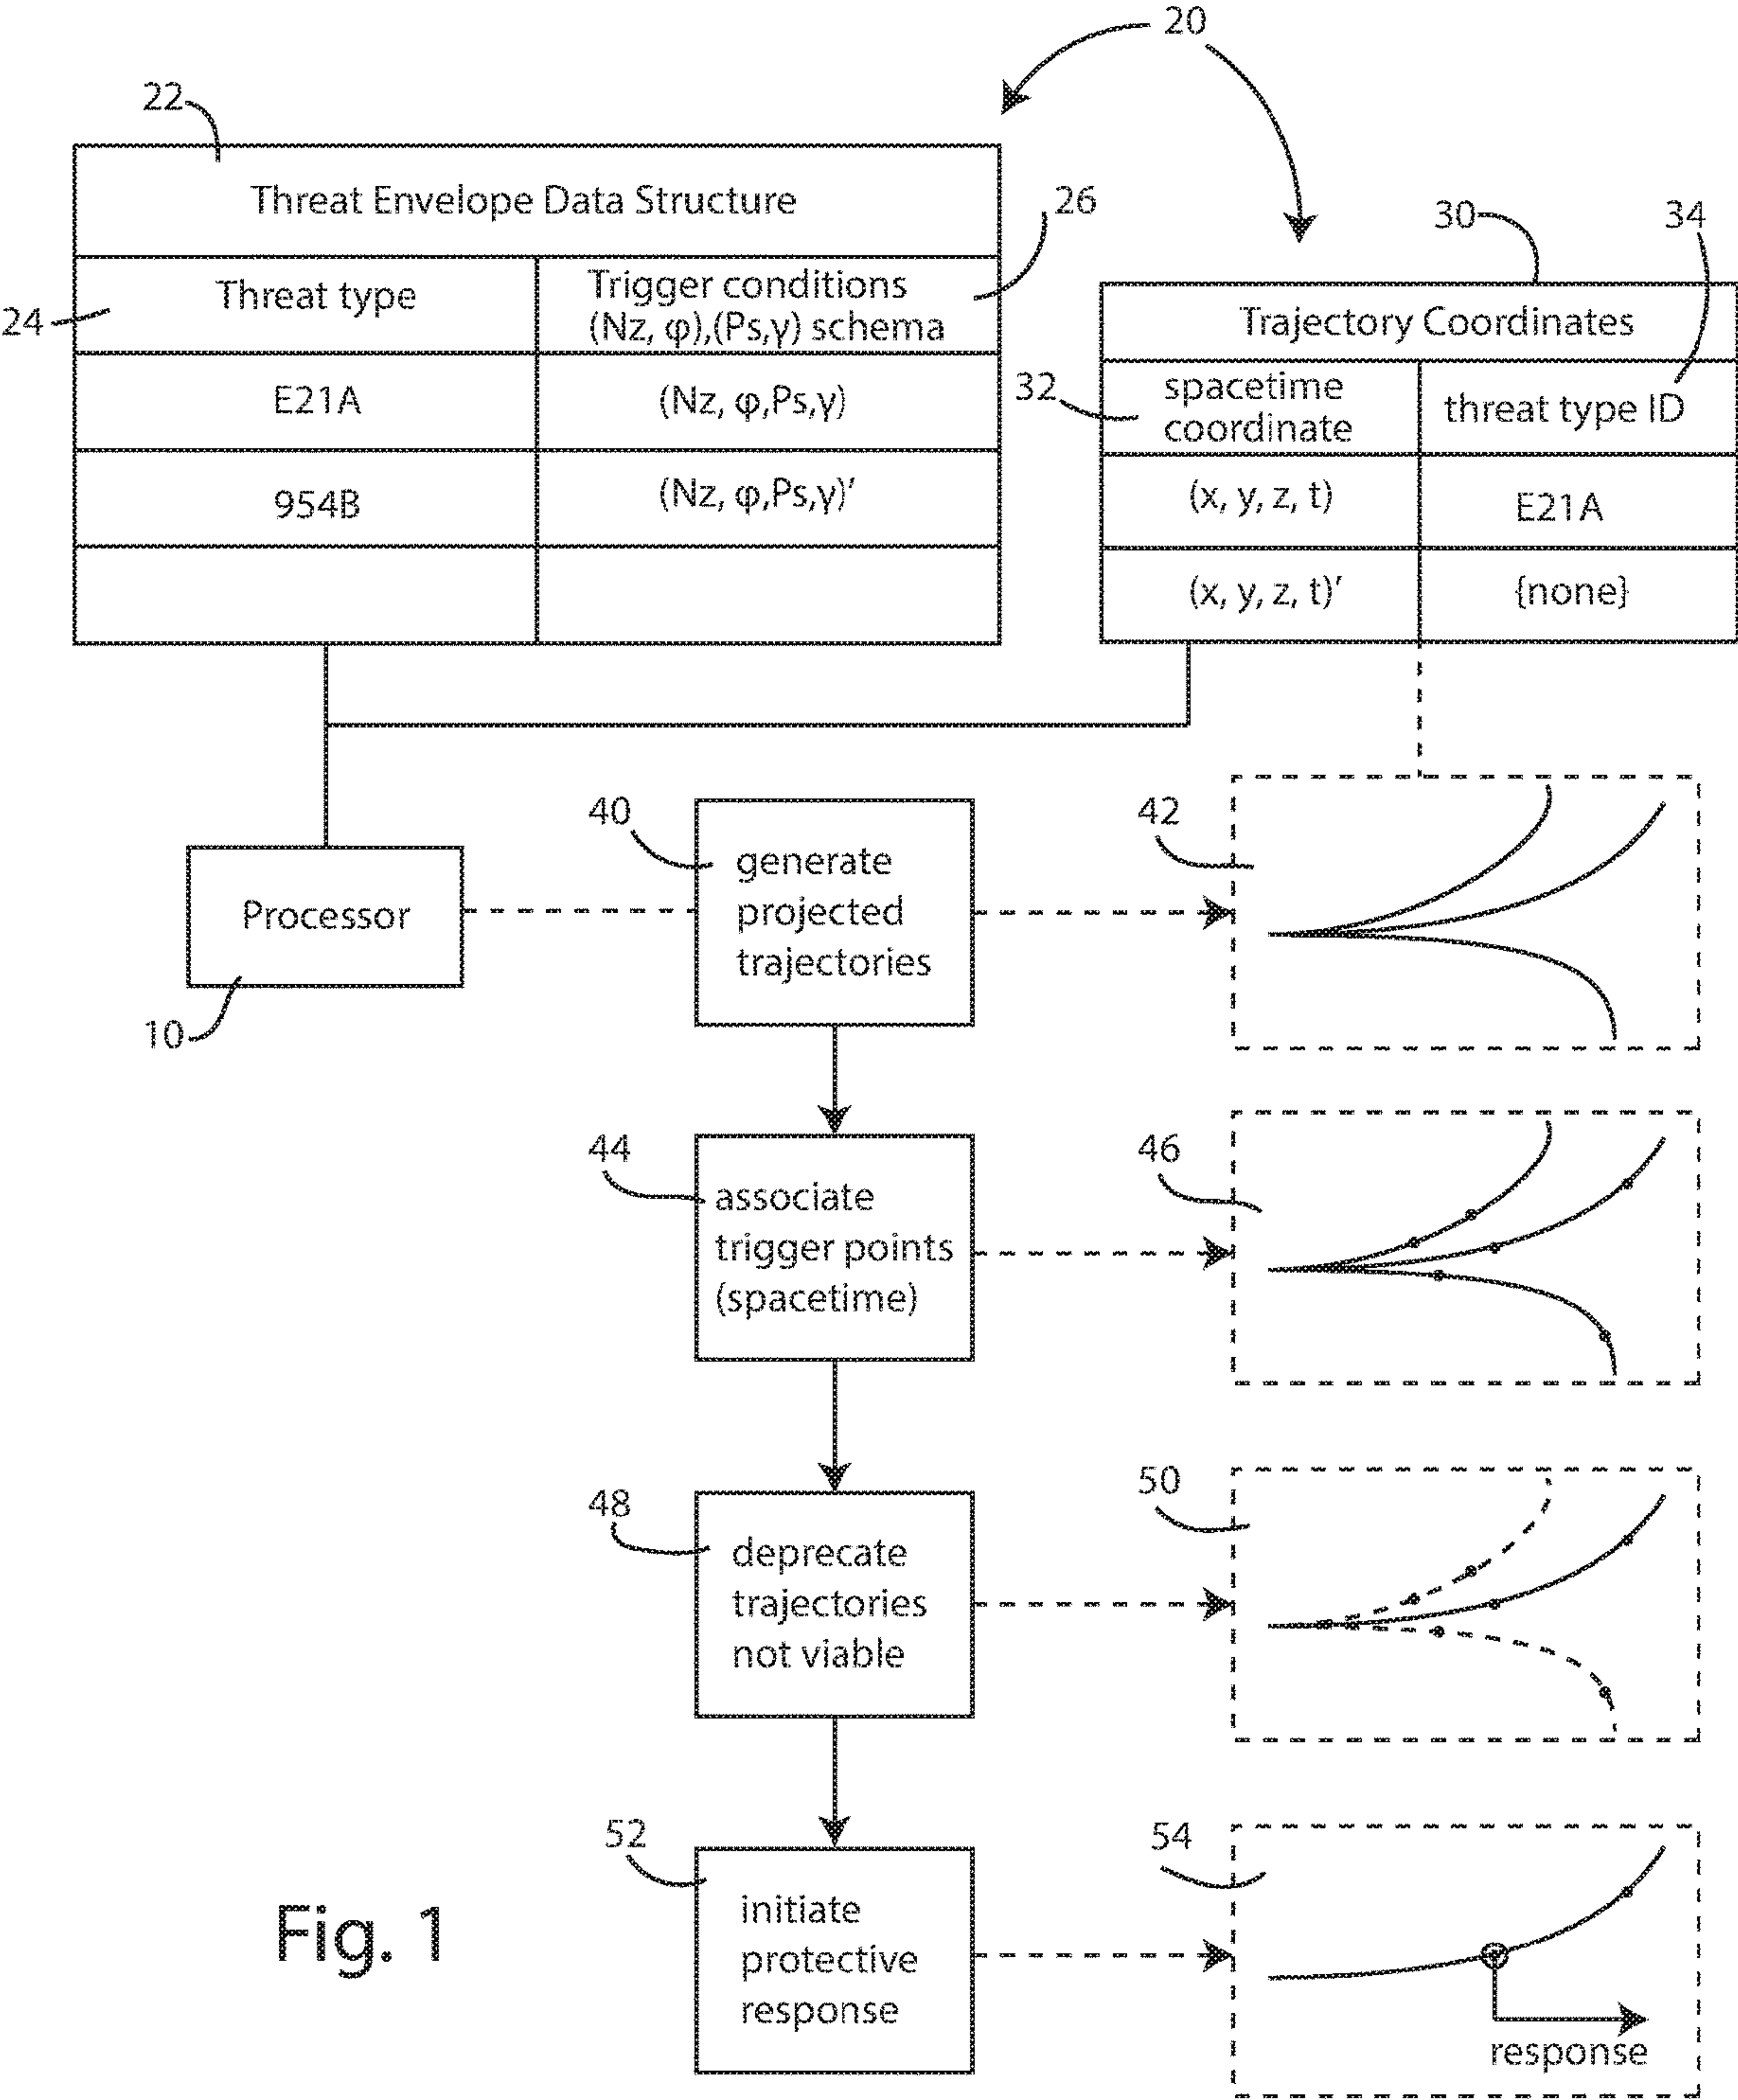 20
22
Threat Envelope Data Structure
26
30
34
24
Threat type
Trigger conditions
(Nz, φ),(Ps,γ) schema
Trajectory Coordinates
32
spacetime
coordinate
threat type ID
E21A
(Nz, φ,Ps,γ)
954B
(Nz, φ,Ps,γ)′
(x, y, z, t)
E21A
(x, y, z, t)′
{none}
40
42
Processor
10
generate
projected
trajectories
44
46
associate
trigger points
(spacetime)
48
50
deprecate
trajectories
not viable
52
54
initiate
protective
response
response
Fig. 1